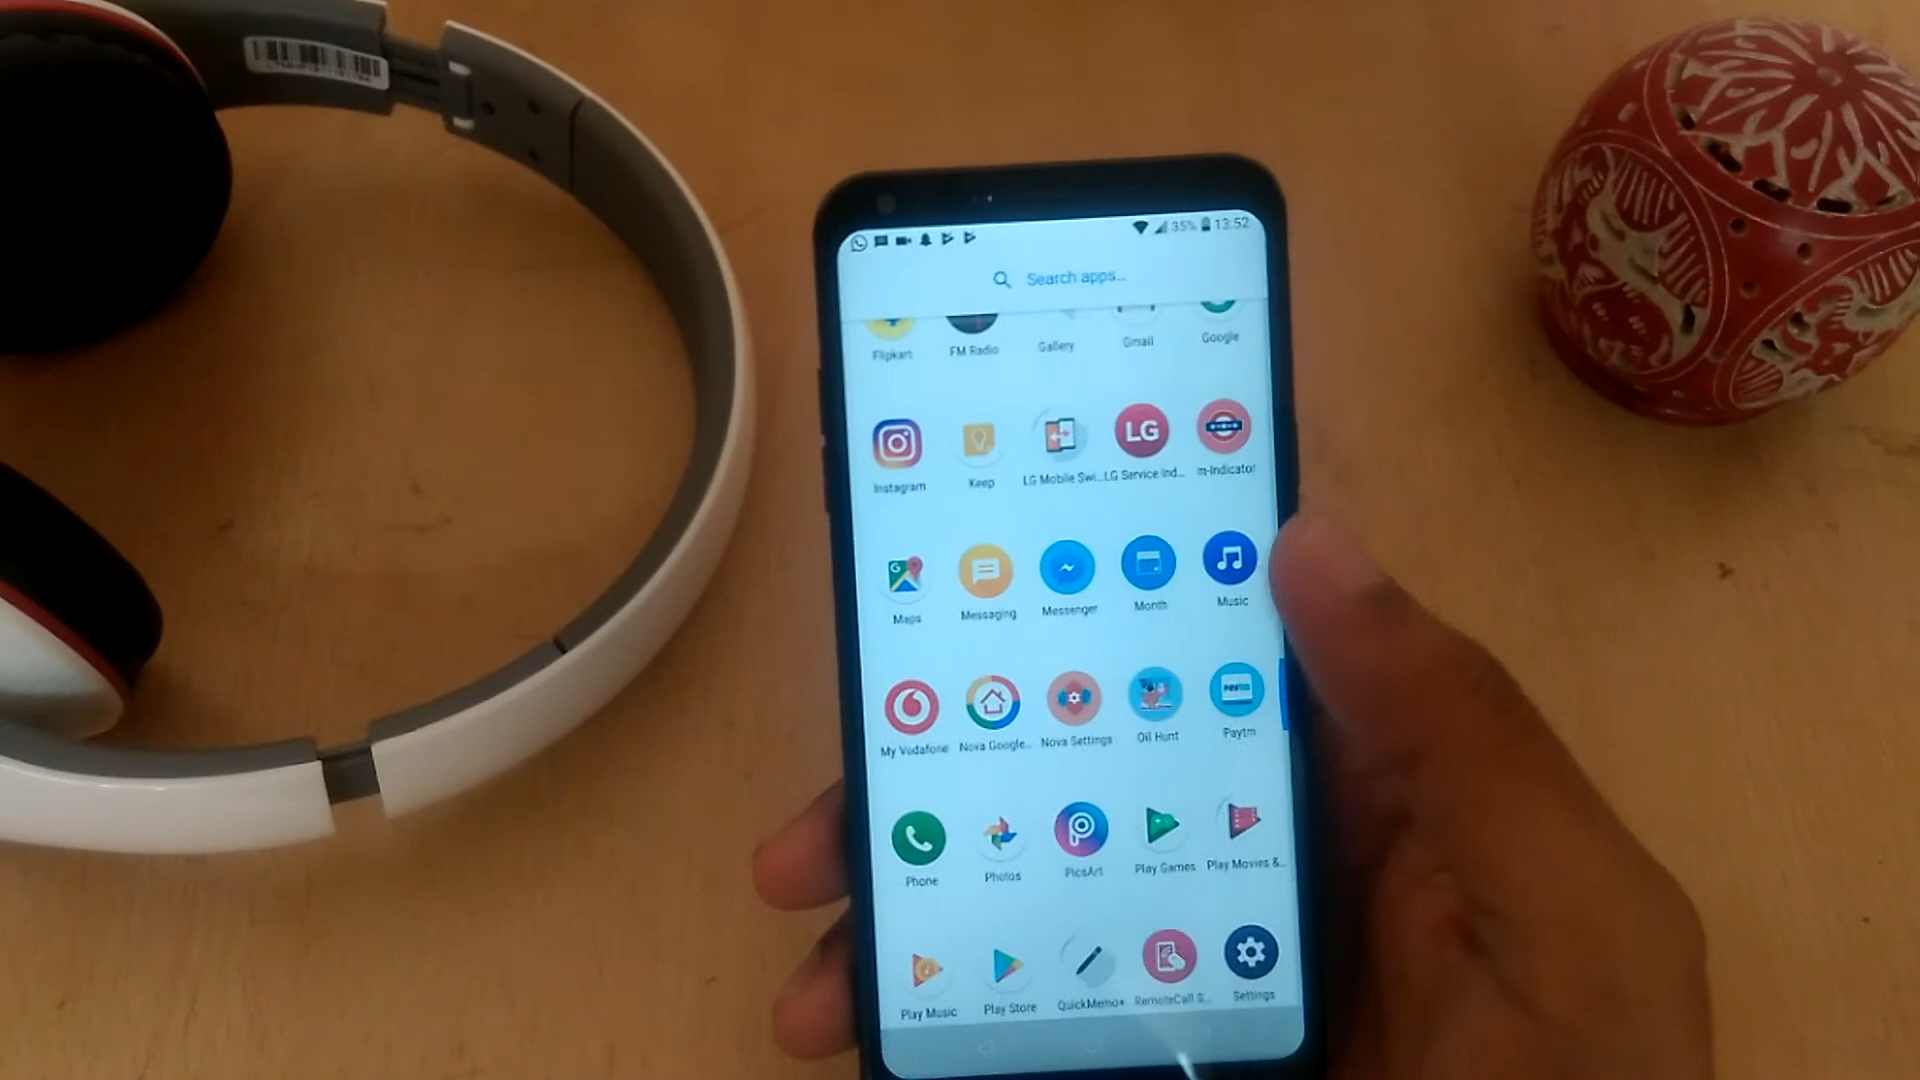 35% 13:52
Search apps...
Flipkart FM Radio Gallery Gmail Google
LG
Instagram Keep LG Mobile Swi... LG Service Ind... m-Indicator
G
Maps Messaging Messenger Month Music
Paytm
My Vodafone Nova Google... Nova Settings Oil Hunt Paytm
Phone Photos PicsArt Play Games Play Movies &...
Play Music Play Store QuickMemo+ RemoteCall S... Settings